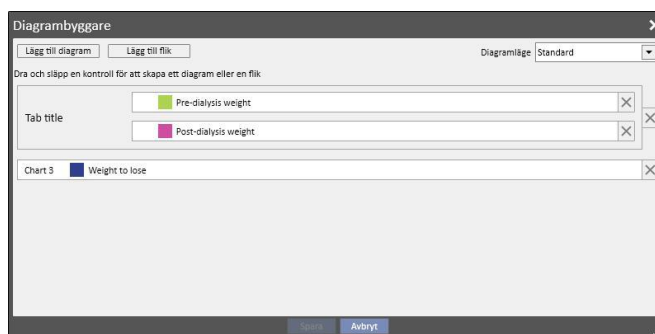 Diagrambyggare
Lägg till diagram Lägg till flik Diagramläge Standard
Dra och släpp en kontroll för att skapa ett diagram eller en flik
Tab title
Pre-dialysis weight
Post-dialysis weight
Chart 3 Weight to lose
Spara Avbryt